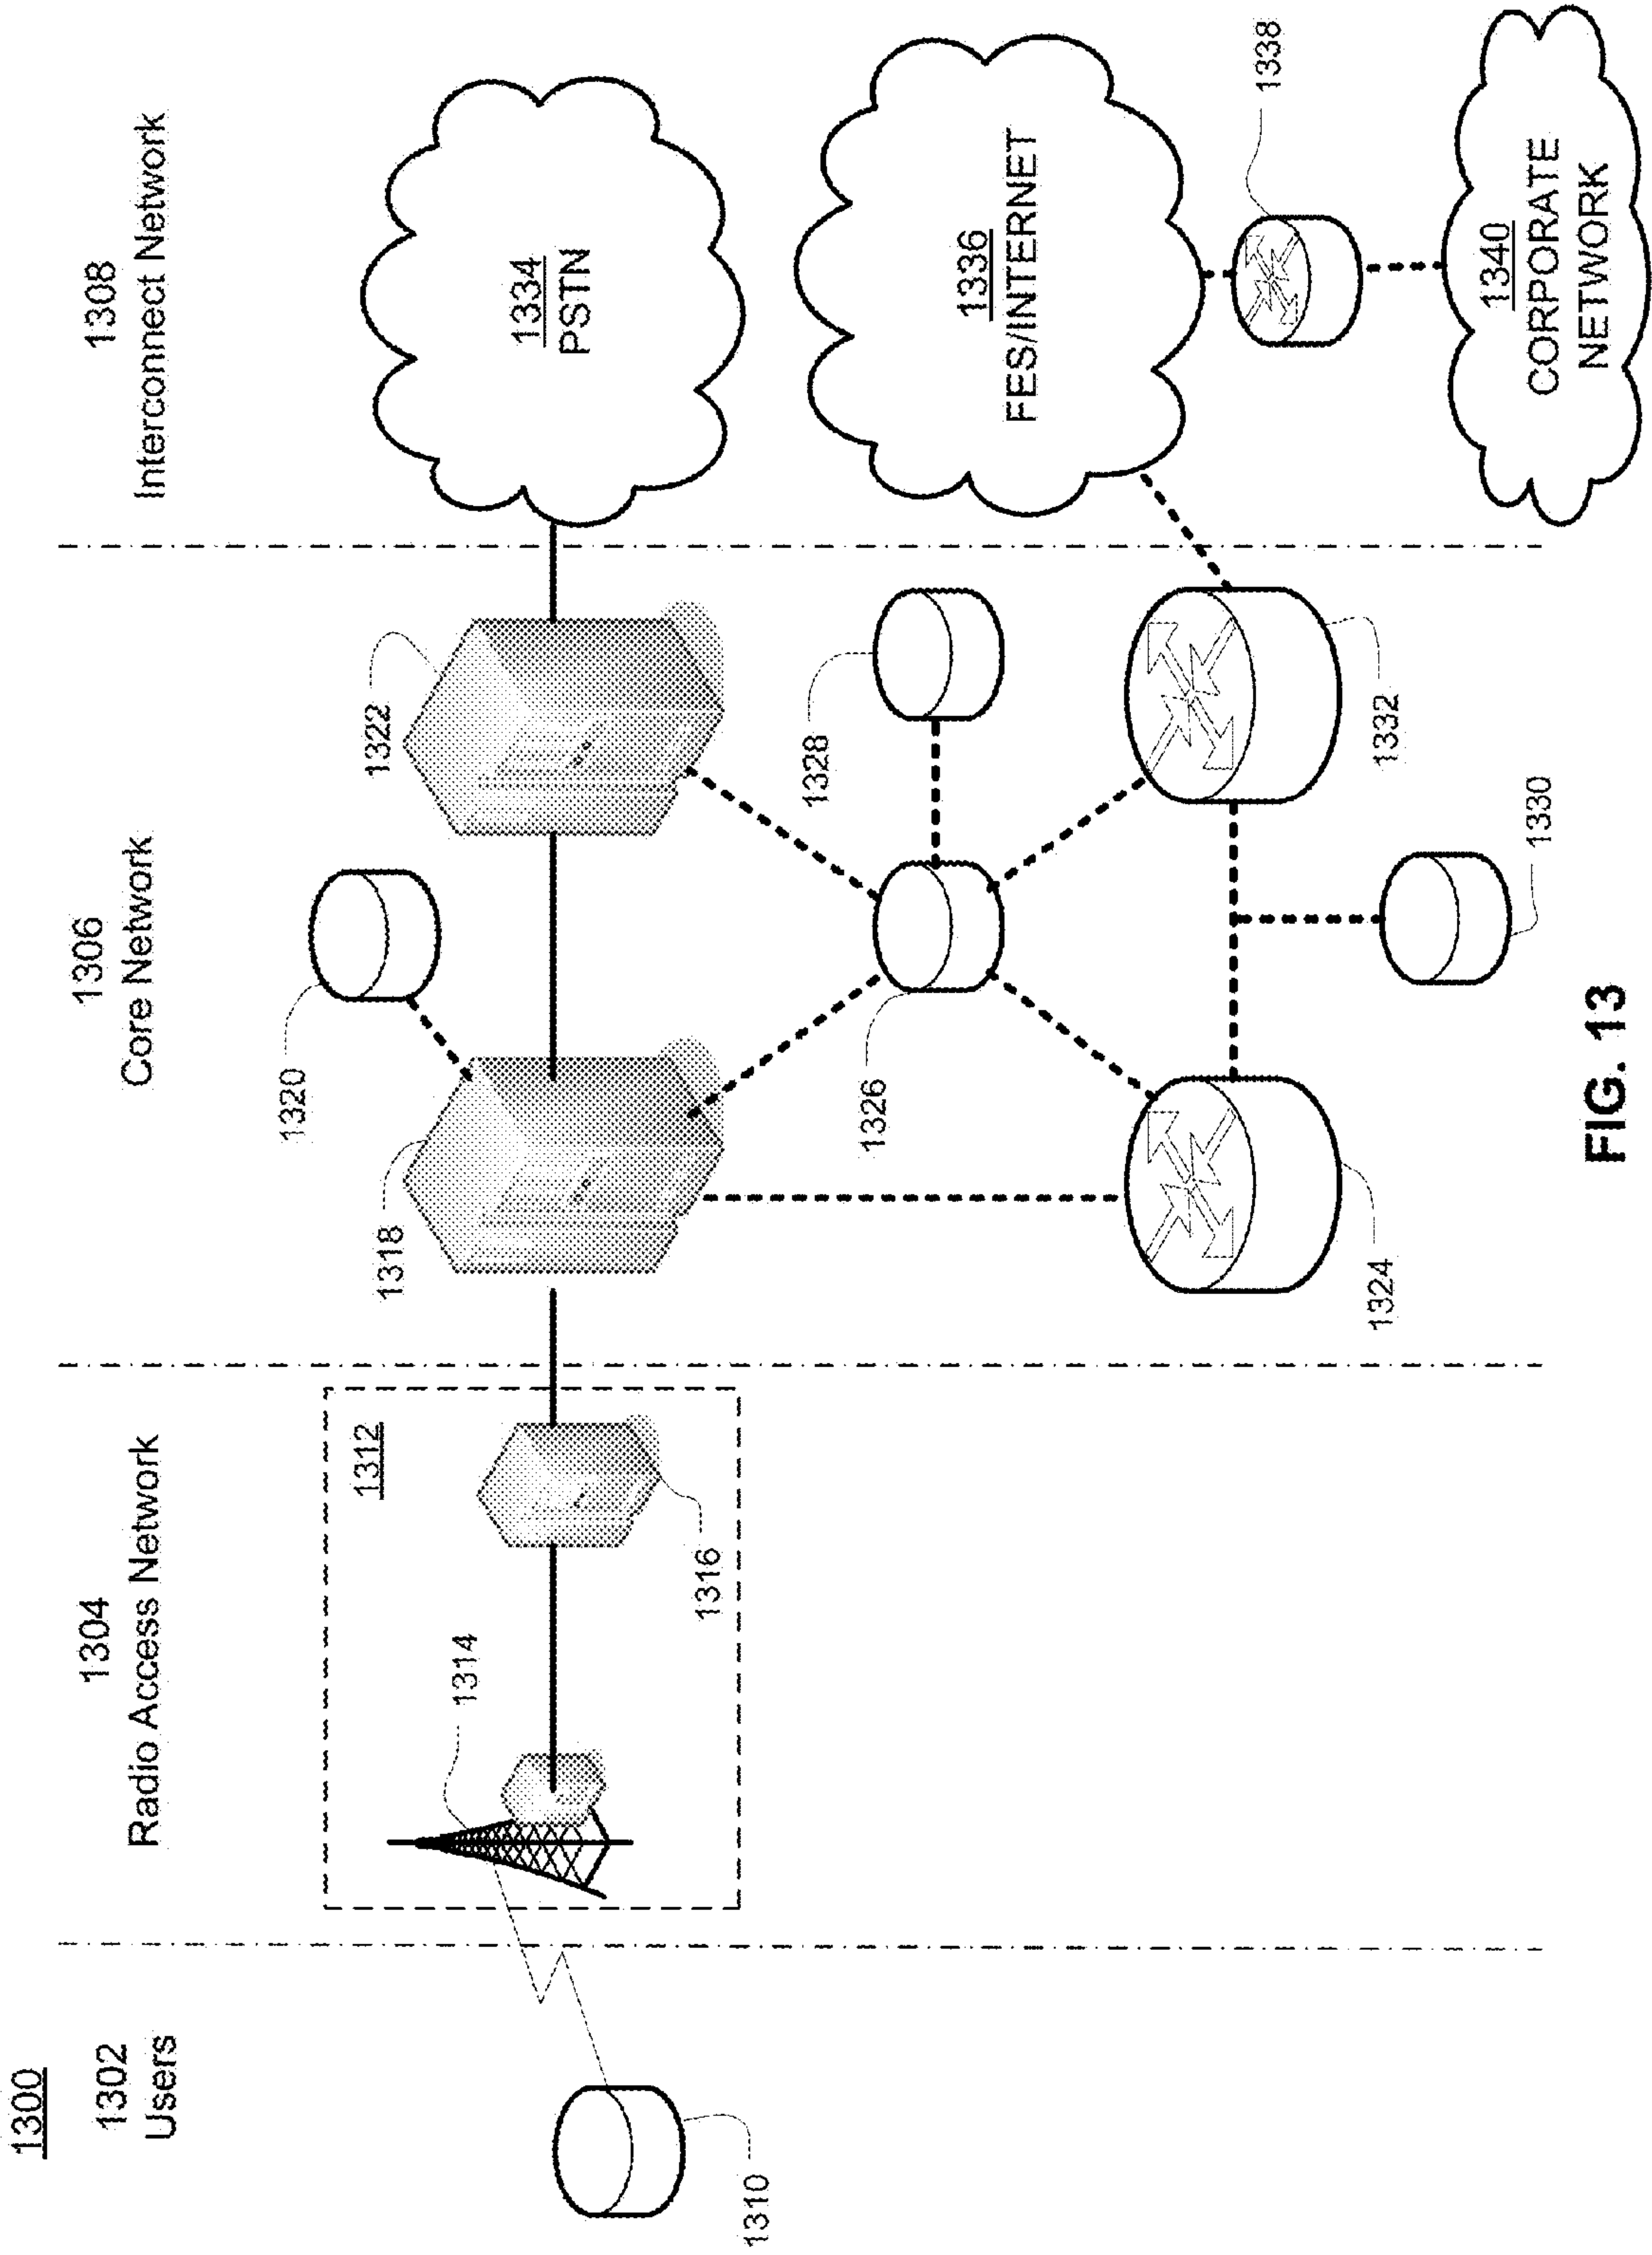 1300
1302
Users
1304
Radio Access Network
1306
Core Network
1308
Interconnect Network
1310
1312
1314
1316
1318
1320
1322
1324
1326
1328
1330
1332
1334
PSTN
1336
FES/INTERNET
1338
1340
CORPORATE
NETWORK
FIG. 13